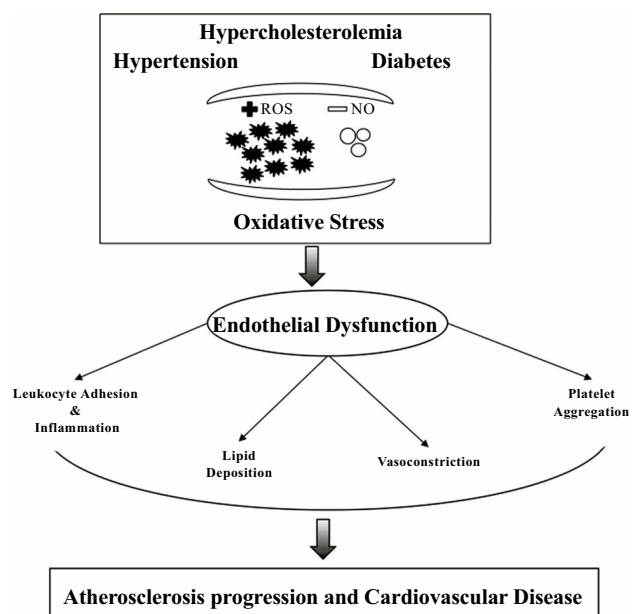 Hypercholesterolemia
Hypertension Diabetes
ROS NO
Oxidative Stress
Endothelial Dysfunction
Leukocyte Adhesion
&
Inflammation
Platelet
Aggregation
Lipid
Deposition
Vasoconstriction
Atherosclerosis progression and Cardiovascular Disease